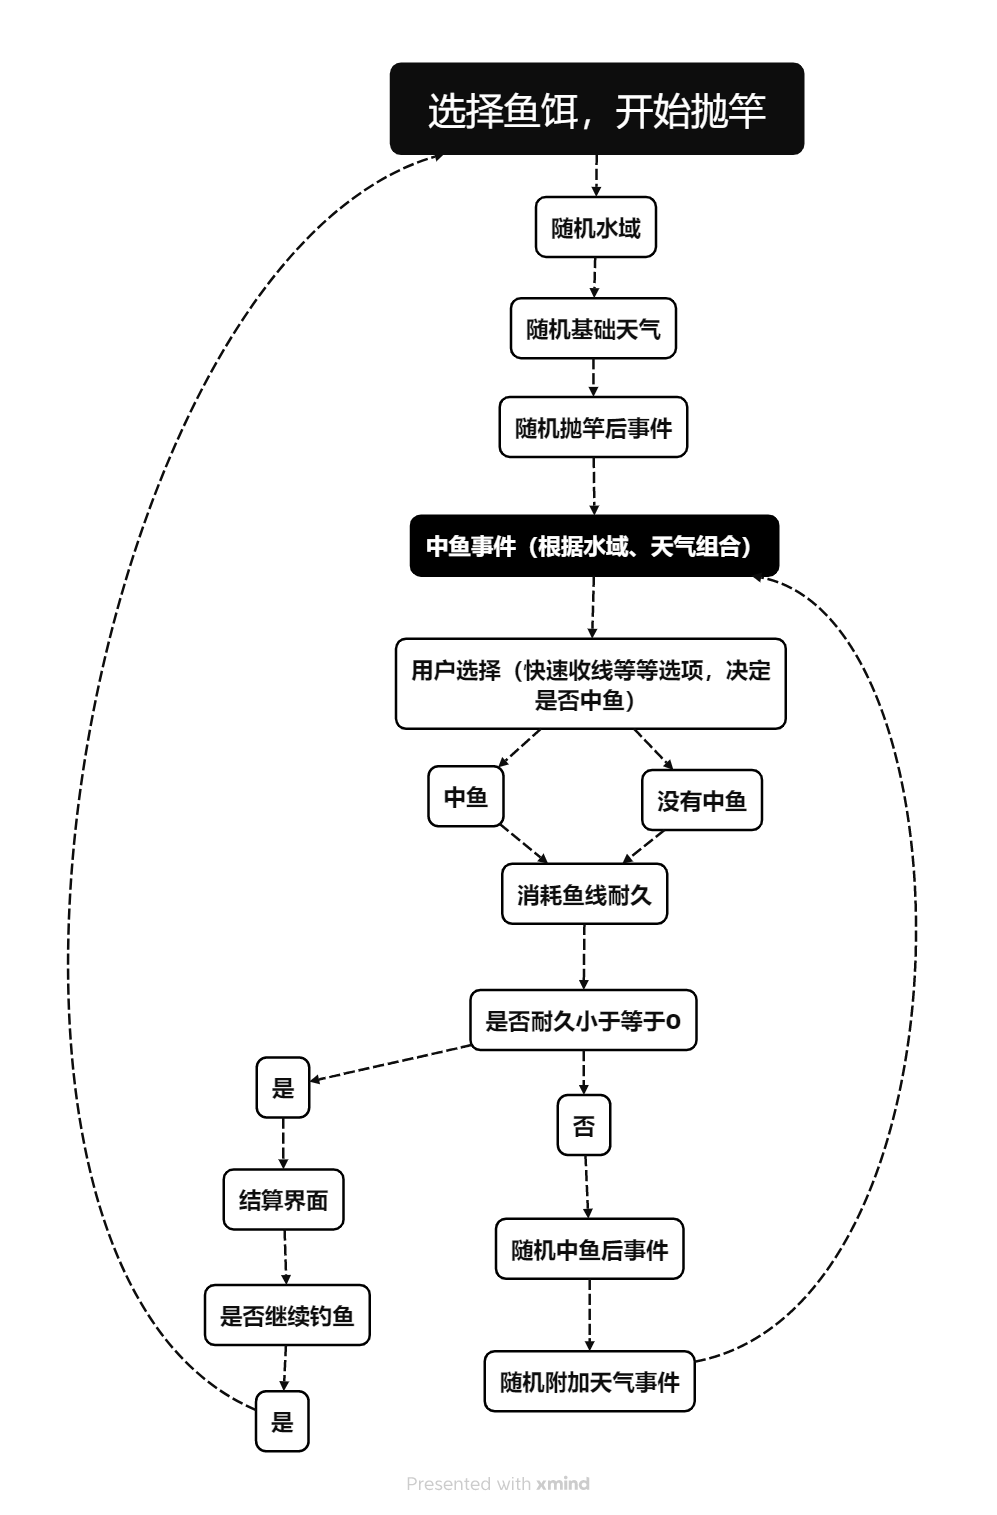 选择鱼饵，开始抛竿
随机水域
随机基础天气
随机抛竿后事件
中鱼事件（根据水域、天气组合）
用户选择（快速收线等等选项，决定
是否中鱼）
中鱼
没有中鱼
消耗鱼线耐久
是否耐久小于等于0
是
否
结算界面
随机中鱼后事件
是否继续钓鱼
随机附加天气事件
是
Presented with xmind